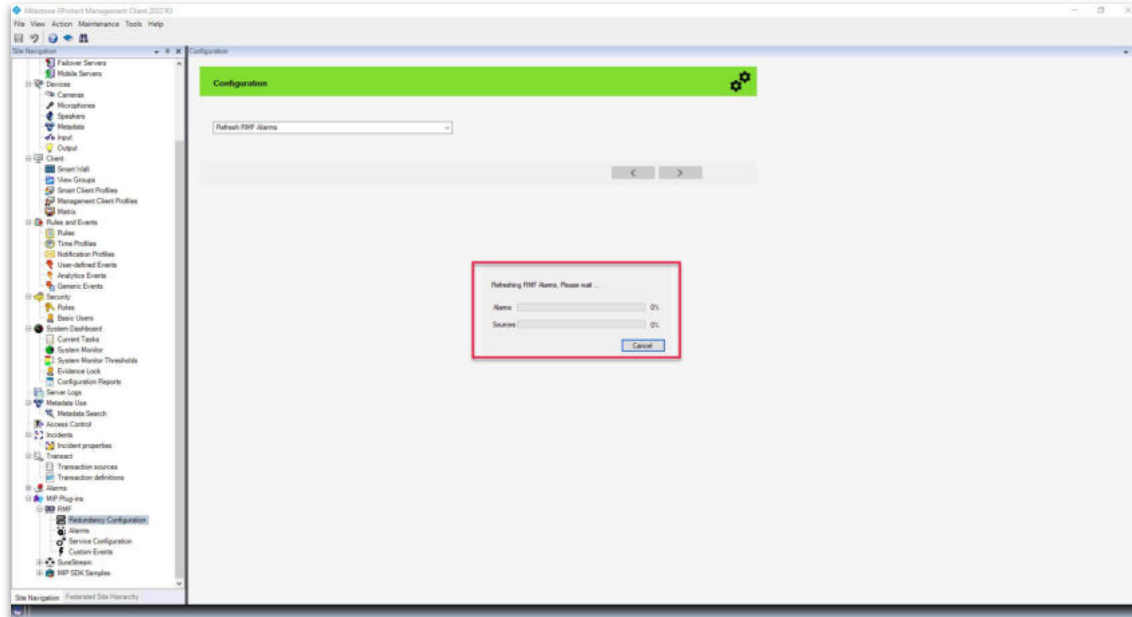 Milestone XProtect Management Client 2022 R3
File View Action Maintenance Tools Help
Site Navigation
Failover Servers
Mobile Servers
Devices
Cameras
Microphones
Speakers
Metadata
Input
Output
Client
Smart Wall
View Groups
Smart Client Profiles
Management Client Profiles
Matrix
Rules and Events
Rules
Time Profiles
Notification Profiles
User-defined Events
Analytics Events
Generic Events
Security
Roles
Basic Users
System Dashboard
Current Tasks
System Monitor
System Monitor Thresholds
Evidence Lock
Configuration Reports
Server Logs
Metadata Use
Metadata Search
Access Control
Incidents
Incident properties
Transact
Transaction sources
Transaction definitions
Alarms
MIP Plug-ins
RMF
Redundancy Configuration
Alarms
Service Configuration
Custom Events
SureStream
MIP SDK Samples
Site Navigation Federated Site Hierarchy
Configuration
Configuration
Refresh RMF Alarms
< >
Refreshing RMF Alarms, Please wait ...
Alarms 0%
Sources 0%
Cancel